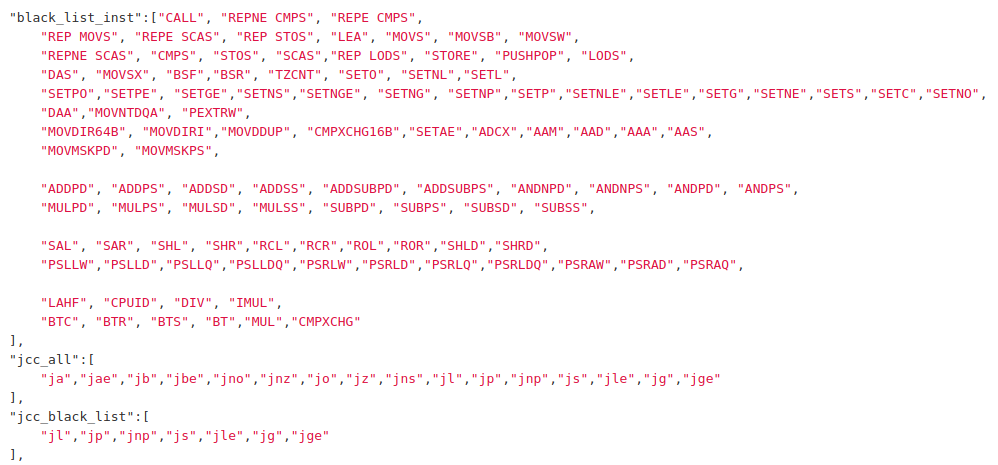 "black_list_inst":["CALL", "REPNE CMPS", "REPE CMPS",
"REP MOVS", "REPE SCAS", "REP STOS", "LEA", "MOVS", "MOVSB", "MOVSW",
"REPNE SCAS", "CMPS", "STOS", "SCAS","REP LODS", "STORE", "PUSHPOP", "LODS",
"DAS", "MOVSX", "BSF","BSR", "TZCNT", "SETO", "SETNL","SETL",
"SETPO","SETPE", "SETGE","SETNS","SETNGE", "SETNG", "SETNP","SETP","SETNLE","SETLE","SETG","SETNE","SETS","SETC","SETNO",
"DAA","MOVNTDQA", "PEXTRW",
"MOVDIR64B", "MOVDIRI","MOVDDUP", "CMPXCHG16B","SETAE","ADCX","AAM","AAD","AAA","AAS",
"MOVMSKPD", "MOVMSKPS",
"ADDPD", "ADDPS", "ADDSD", "ADDSS", "ADDSUBPD", "ADDSUBPS", "ANDNPD", "ANDNPS", "ANDPD", "ANDPS",
"MULPD", "MULPS", "MULSD", "MULSS", "SUBPD", "SUBPS", "SUBSD", "SUBSS",
"SAL", "SAR", "SHL", "SHR","RCL","RCR","ROL","ROR","SHLD","SHRD",
"PSLLW","PSLLD","PSLLQ","PSLLDQ","PSRLW","PSRLD","PSRLQ","PSRLDQ","PSRAW","PSRAD","PSRAQ",
"LAHF", "CPUID", "DIV", "IMUL",
"BTC", "BTR", "BTS", "BT","MUL","CMPXCHG"
],
"jcc_all":[
"ja","jae","jb","jbe","jno","jnz","jo","jz","jns","jl","jp","jnp","js","jle","jg","jge"
],
"jcc_black_list":[
"jl","jp","jnp","js","jle","jg","jge"
],